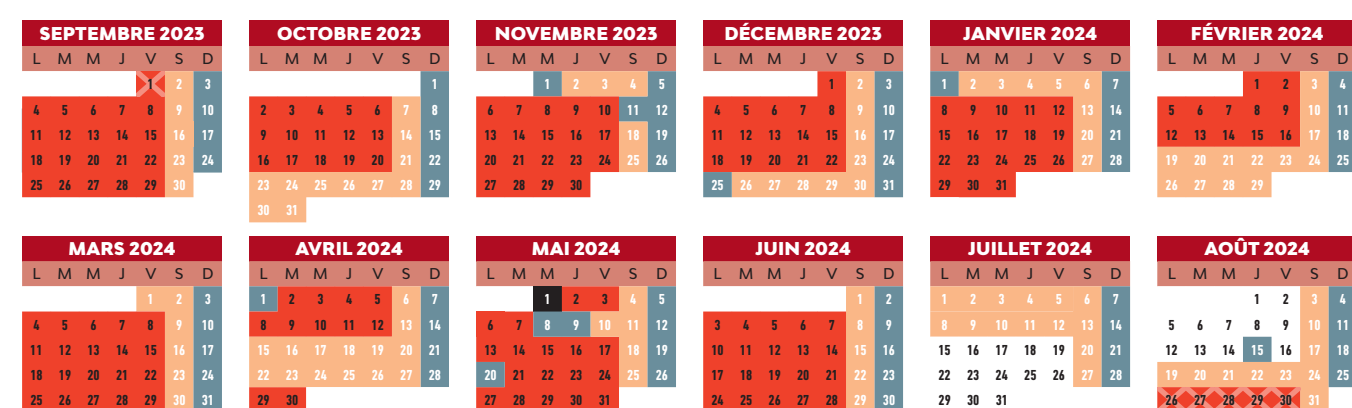 SEPTEMBRE 2023
L M M J V S D
1 2 3
4 5 6 7 8 9 10
11 12 13 14 15 16 17
18 19 20 21 22 23 24
25 26 27 28 29 30
OCTOBRE 2023
L M M J V S D
1
2 3 4 5 6 7 8
9 10 11 12 13 14 15
16 17 18 19 20 21 22
23 24 25 26 27 28 29
30 31
NOVEMBRE 2023
L M M J V S D
1 2 3 4 5
6 7 8 9 10 11 12
13 14 15 16 17 18 19
20 21 22 23 24 25 26
27 28 29 30
DÉCEMBRE 2023
L M M J V S D
1 2 3
4 5 6 7 8 9 10
11 12 13 14 15 16 17
18 19 20 21 22 23 24
25 26 27 28 29 30 31
JANVIER 2024
L M M J V S D
1 2 3 4 5 6 7
8 9 10 11 12 13 14
15 16 17 18 19 20 21
22 23 24 25 26 27 28
29 30 31
FÉVRIER 2024
L M M J V S D
1 2 3 4
5 6 7 8 9 10 11
12 13 14 15 16 17 18
19 20 21 22 23 24 25
26 27 28 29
MARS 2024
L M M J V S D
1 2 3
4 5 6 7 8 9 10
11 12 13 14 15 16 17
18 19 20 21 22 23 24
25 26 27 28 29 30 31
AVRIL 2024
L M M J V S D
1 2 3 4 5 6 7
8 9 10 11 12 13 14
15 16 17 18 19 20 21
22 23 24 25 26 27 28
29 30
MAI 2024
L M M J V S D
1 2 3 4 5
6 7 8 9 10 11 12
13 14 15 16 17 18 19
20 21 22 23 24 25 26
27 28 29 30 31
JUIN 2024
L M M J V S D
1 2
3 4 5 6 7 8 9
10 11 12 13 14 15 16
17 18 19 20 21 22 23
24 25 26 27 28 29 30
JUILLET 2024
L M M J V S D
1 2 3 4 5 6 7
8 9 10 11 12 13 14
15 16 17 18 19 20 21
22 23 24 25 26 27 28
29 30 31
AOÛT 2024
L M M J V S D
1 2 3 4
5 6 7 8 9 10 11
12 13 14 15 16 17 18
19 20 21 22 23 24 25
26 27 28 29 30 31